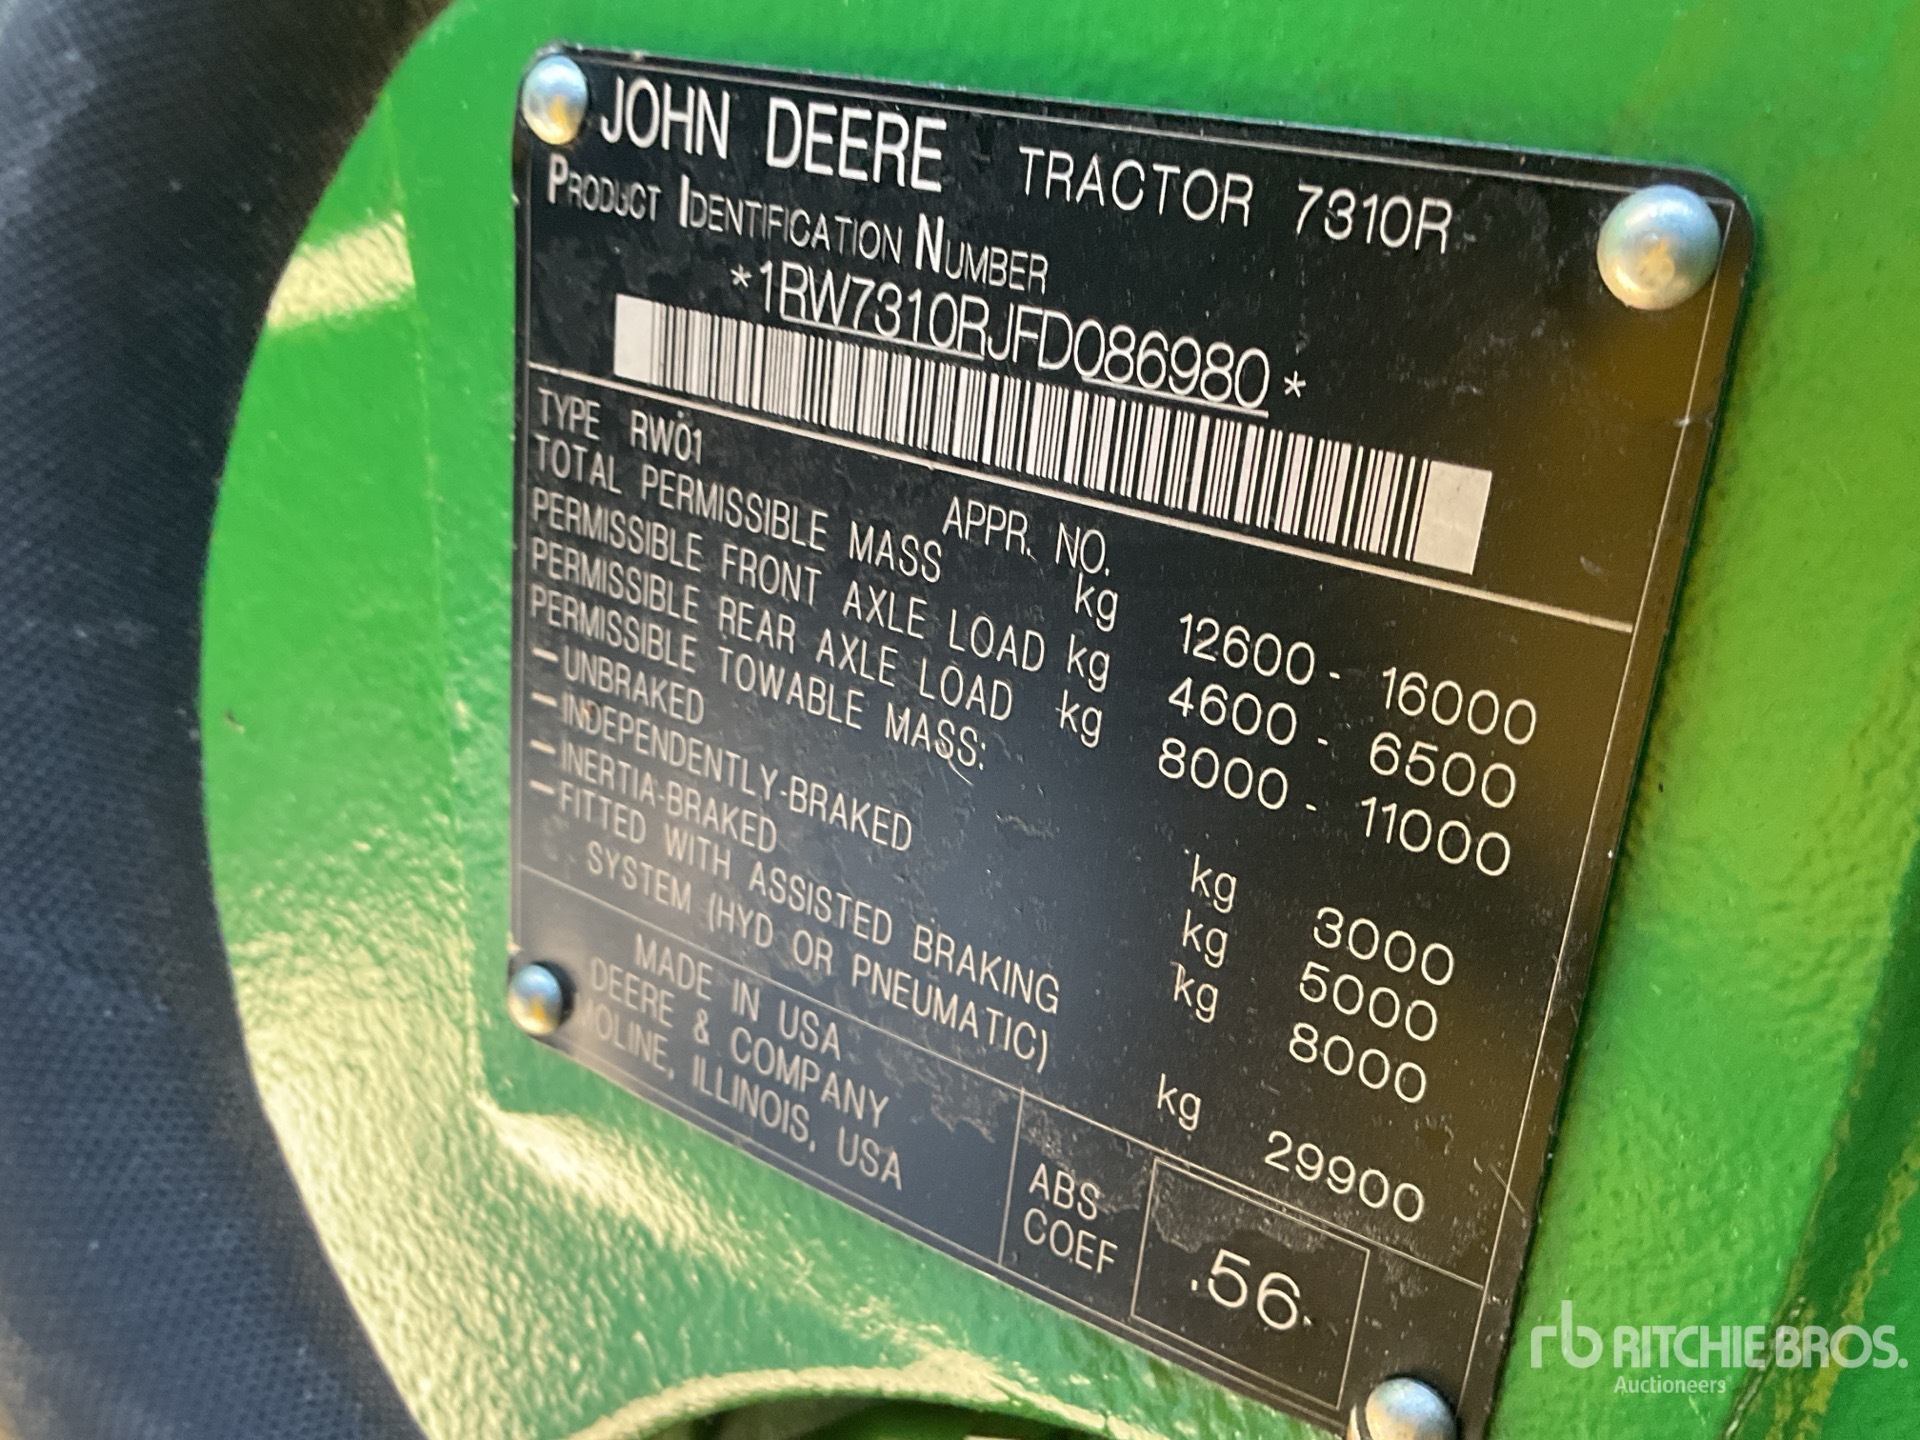 JOHN DEERE TRACTOR 7310R
PRODUCT IDENTIFICATION NUMBER
*1RW7310RJFD086980*
TYPE RW01 APPR. NO.
TOTAL PERMISSIBLE MASS kg 12600 - 16000
PERMISSIBLE FRONT AXLE LOAD kg 4600 - 6500
PERMISSIBLE REAR AXLE LOAD kg 8000 - 11000
PERMISSIBLE TOWABLE MASS:
- UNBRAKED kg 3000
- INDEPENDENTLY-BRAKED kg 5000
- INERTIA-BRAKED kg 8000
- FITTED WITH ASSISTED BRAKING
SYSTEM (HYD OR PNEUMATIC) kg 29900
MADE IN USA
DEERE & COMPANY
MOLINE, ILLINOIS, USA
ABS
COEF
.56
rb RITCHIE BROS.
Auctioneers